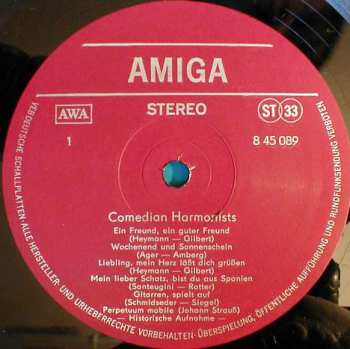 AMIGA
AWA
STEREO
ST 33
1
8 45 089
Comedian Harmonists
Ein Freund, ein guter Freund
(Heymann — Gilbert)
Wochenend und Sonnenschein
(Ager — Amberg)
Liebling, mein Herz läßt dich grüßen
(Heymann — Gilbert)
Mein lieber Schatz, bist du aus Spanien
(Santeugini — Rotter)
Gitarren, spielt auf
(Schmidseder — Siegel)
Perpetuum mobile (Johann Strauß)
— Historische Aufnahme —
VEB DEUTSCHE SCHALLPLATTEN ALLE HERSTELLER- UND URHEBERRECHTE VORBEHALTEN · ÜBERSPIELUNG, ÖFFENTLICHE AUFFÜHRUNG UND RUNDFUNKSENDUNG VERBOTEN